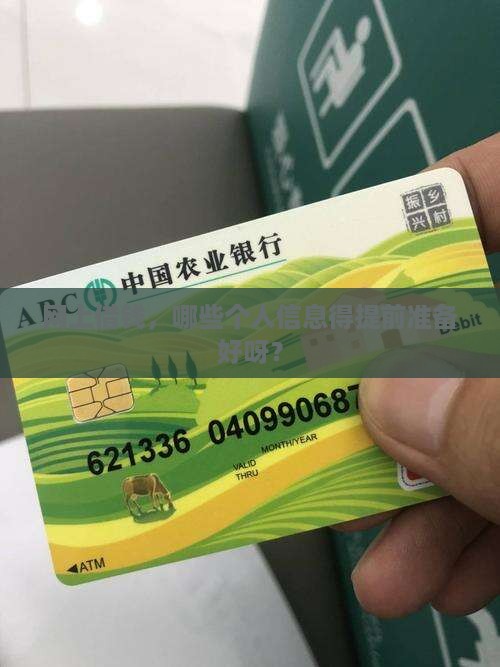 振乡
兴村
ABC 中国农业银行
，哪些个人信息得提前准备
好呀？
621336 040990687
MONTH/YEAR
VALID
THRU
◀ATM